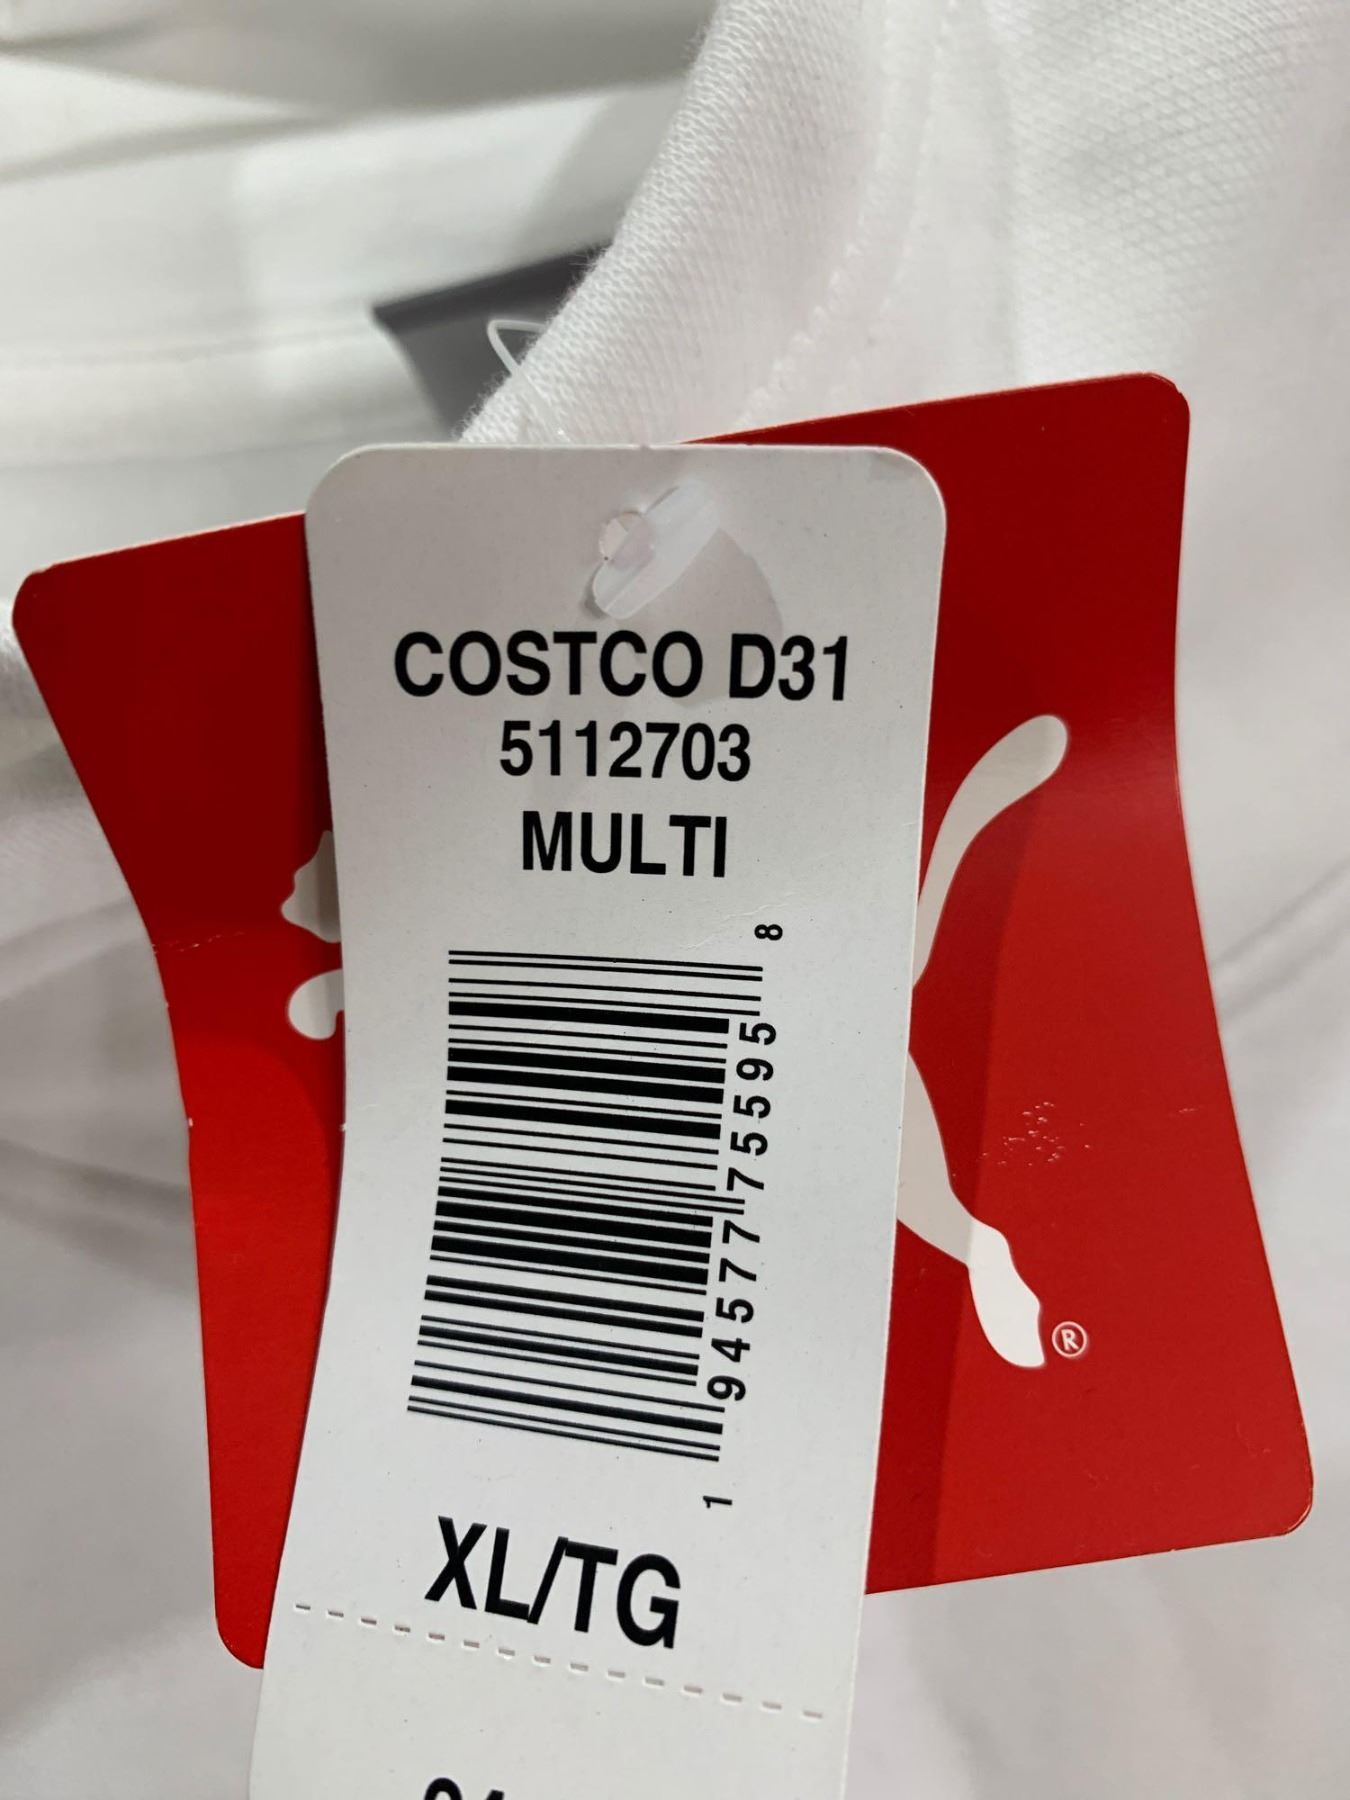 COSTCO D31
5112703
MULTI
1 94577 75595 8
XL/TG
®